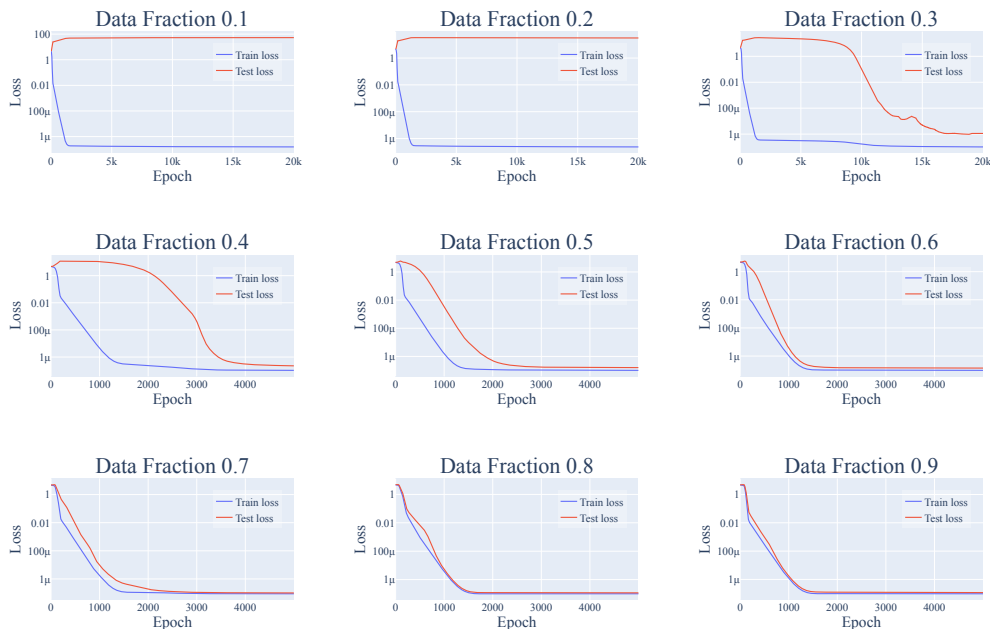 Data Fraction 0.1
100
1
0.01
100μ
1μ
Loss
Train loss
Test loss
0
5k
10k
15k
20k
Epoch
Data Fraction 0.2
1
0.01
100μ
1μ
Loss
Train loss
Test loss
0
5k
10k
15k
20k
Epoch
Data Fraction 0.3
1
0.01
100μ
1μ
Loss
Train loss
Test loss
0
5k
10k
15k
20k
Epoch
Data Fraction 0.4
1
0.01
100μ
1μ
Loss
Train loss
Test loss
0
1000
2000
3000
4000
Epoch
Data Fraction 0.5
1
0.01
100μ
1μ
Loss
Train loss
Test loss
0
1000
2000
3000
4000
Epoch
Data Fraction 0.6
1
0.01
100μ
1μ
Loss
Train loss
Test loss
0
1000
2000
3000
4000
Epoch
Data Fraction 0.7
1
0.01
100μ
1μ
Loss
Train loss
Test loss
0
1000
2000
3000
4000
Epoch
Data Fraction 0.8
1
0.01
100μ
1μ
Loss
Train loss
Test loss
0
1000
2000
3000
4000
Epoch
Data Fraction 0.9
1
0.01
100μ
1μ
Loss
Train loss
Test loss
0
1000
2000
3000
4000
Epoch